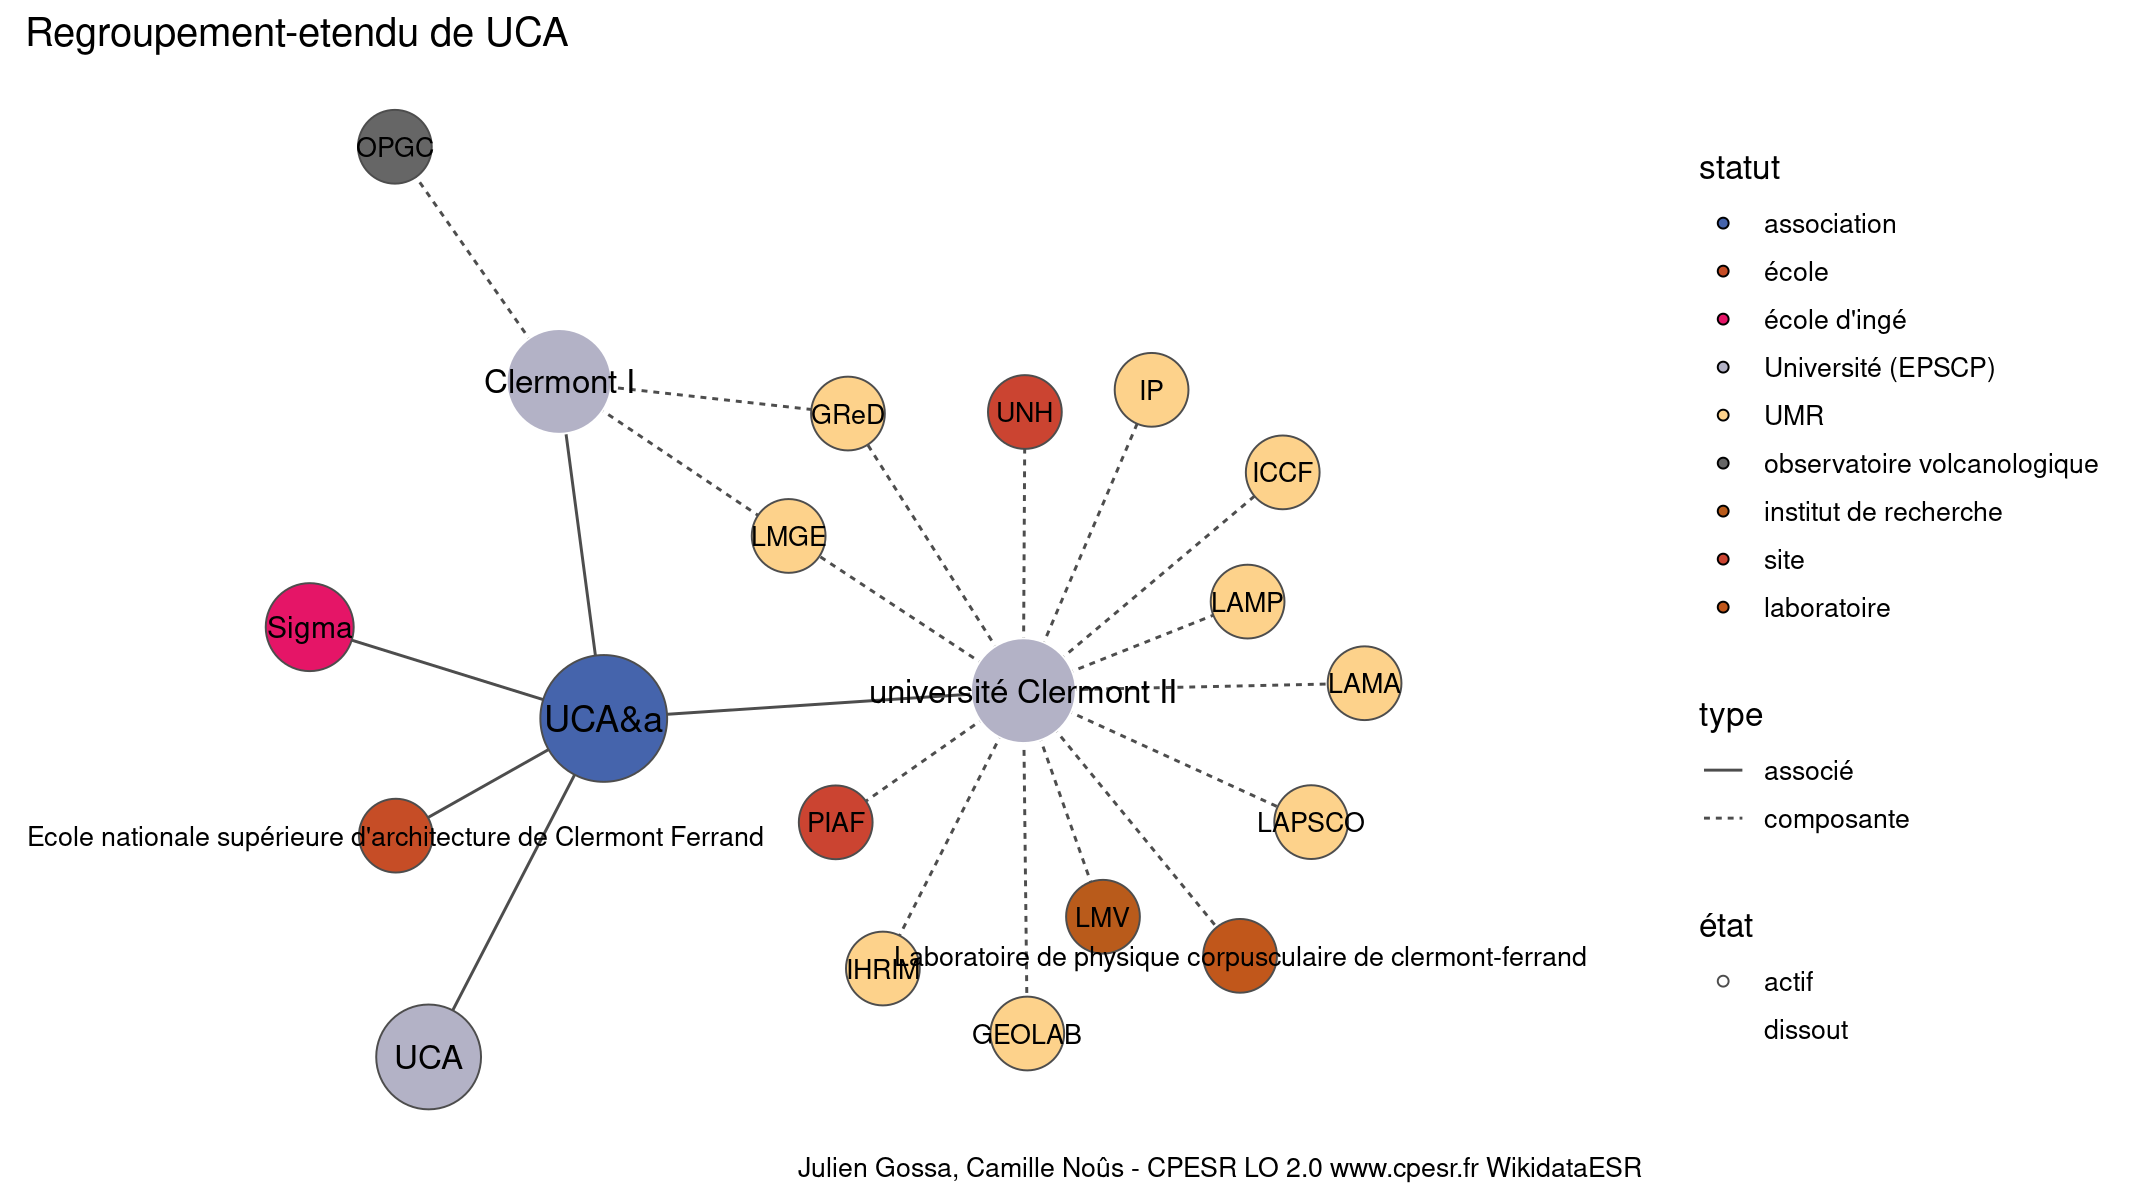 Regroupement-etendu de UCA
OPGC
Clermont I
GReD
UNH
IP
ICCF
LMGE
LAMP
Sigma
LAMA
université Clermont II
UCA&a
PIAF
LAPSCO
Ecole nationale supérieure d'architecture de Clermont Ferrand
LMV
Laboratoire de physique corpusculaire de clermont-ferrand
IHRIM
GEOLAB
UCA
statut
association
école
école d'ingé
Université (EPSCP)
UMR
observatoire volcanologique
institut de recherche
site
laboratoire
type
associé
composante
état
actif
dissout
Julien Gossa, Camille Noûs - CPESR LO 2.0 www.cpesr.fr WikidataESR